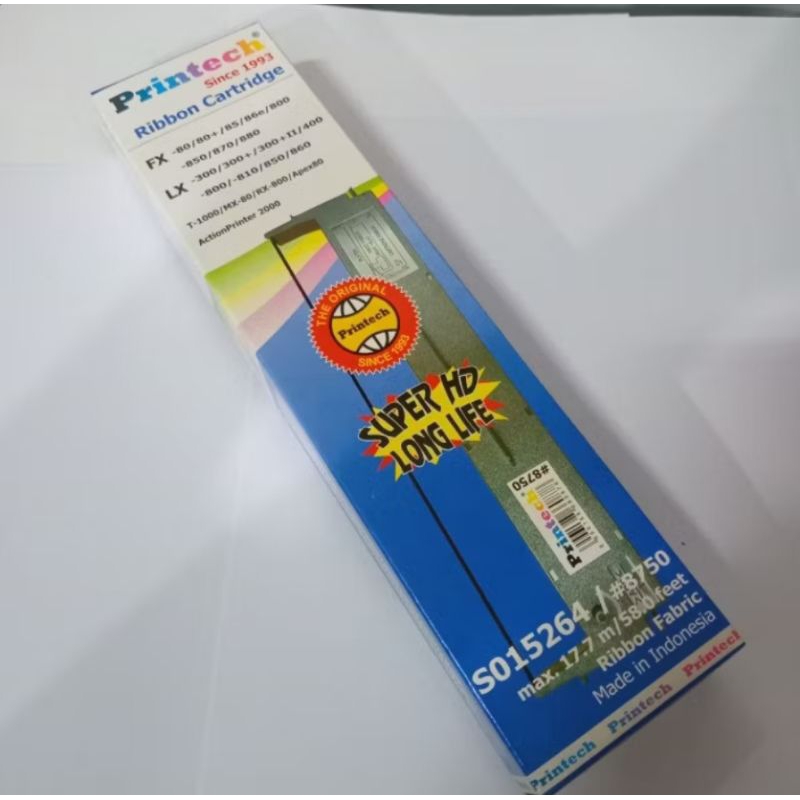 Printech®
Since 1993
Ribbon Cartridge
FX -80/80+/85/86e/800
-850/870/880
LX -300/300+/300+II/400
-800/-810/850/860
T-1000/MX-80/RX-800/Apex80
ActionPrinter 2000
THE ORIGINAL
Printech
SINCE 1993
SUPER HD
LONG LIFE
#8750
Printech
S015264 / #8750
max. 17.7 m/58.0 feet
Ribbon Fabric
Made in Indonesia
Printech Printech Printech